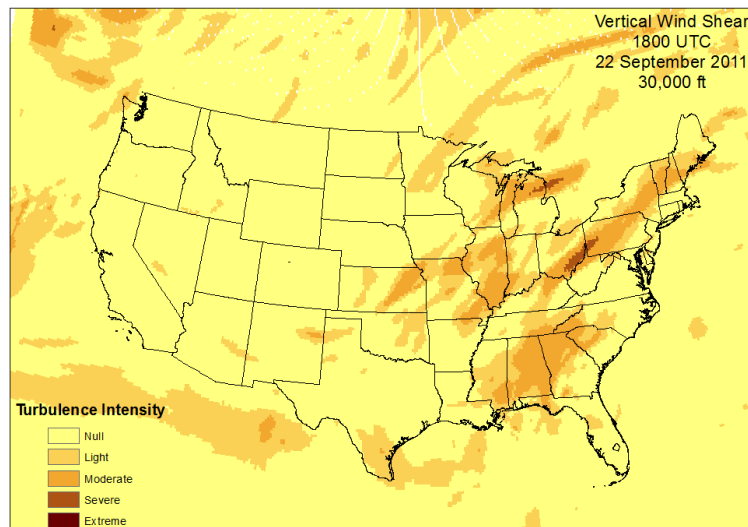 Vertical Wind Shear
1800 UTC
22 September 2011
30,000 ft
Turbulence Intensity
Null
Light
Moderate
Severe
Extreme